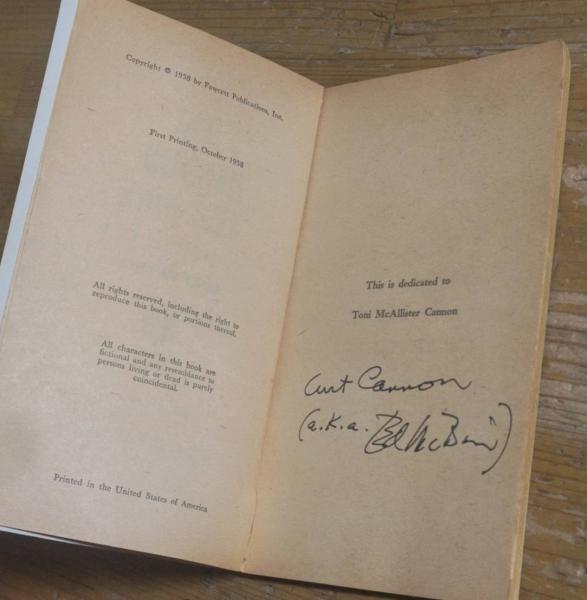 Copyright © 1958 by Fawcett Publications, Inc.
First Printing, October 1958
All rights reserved, including the right to
reproduce this book, or portions thereof.
All characters in this book are
fictional and any resemblance to
persons living or dead is purely
coincidental.
Printed in the United States of America
This is dedicated to
Toni McAllister Cannon
Curt Cannon
(a.k.a. Ed McBain)